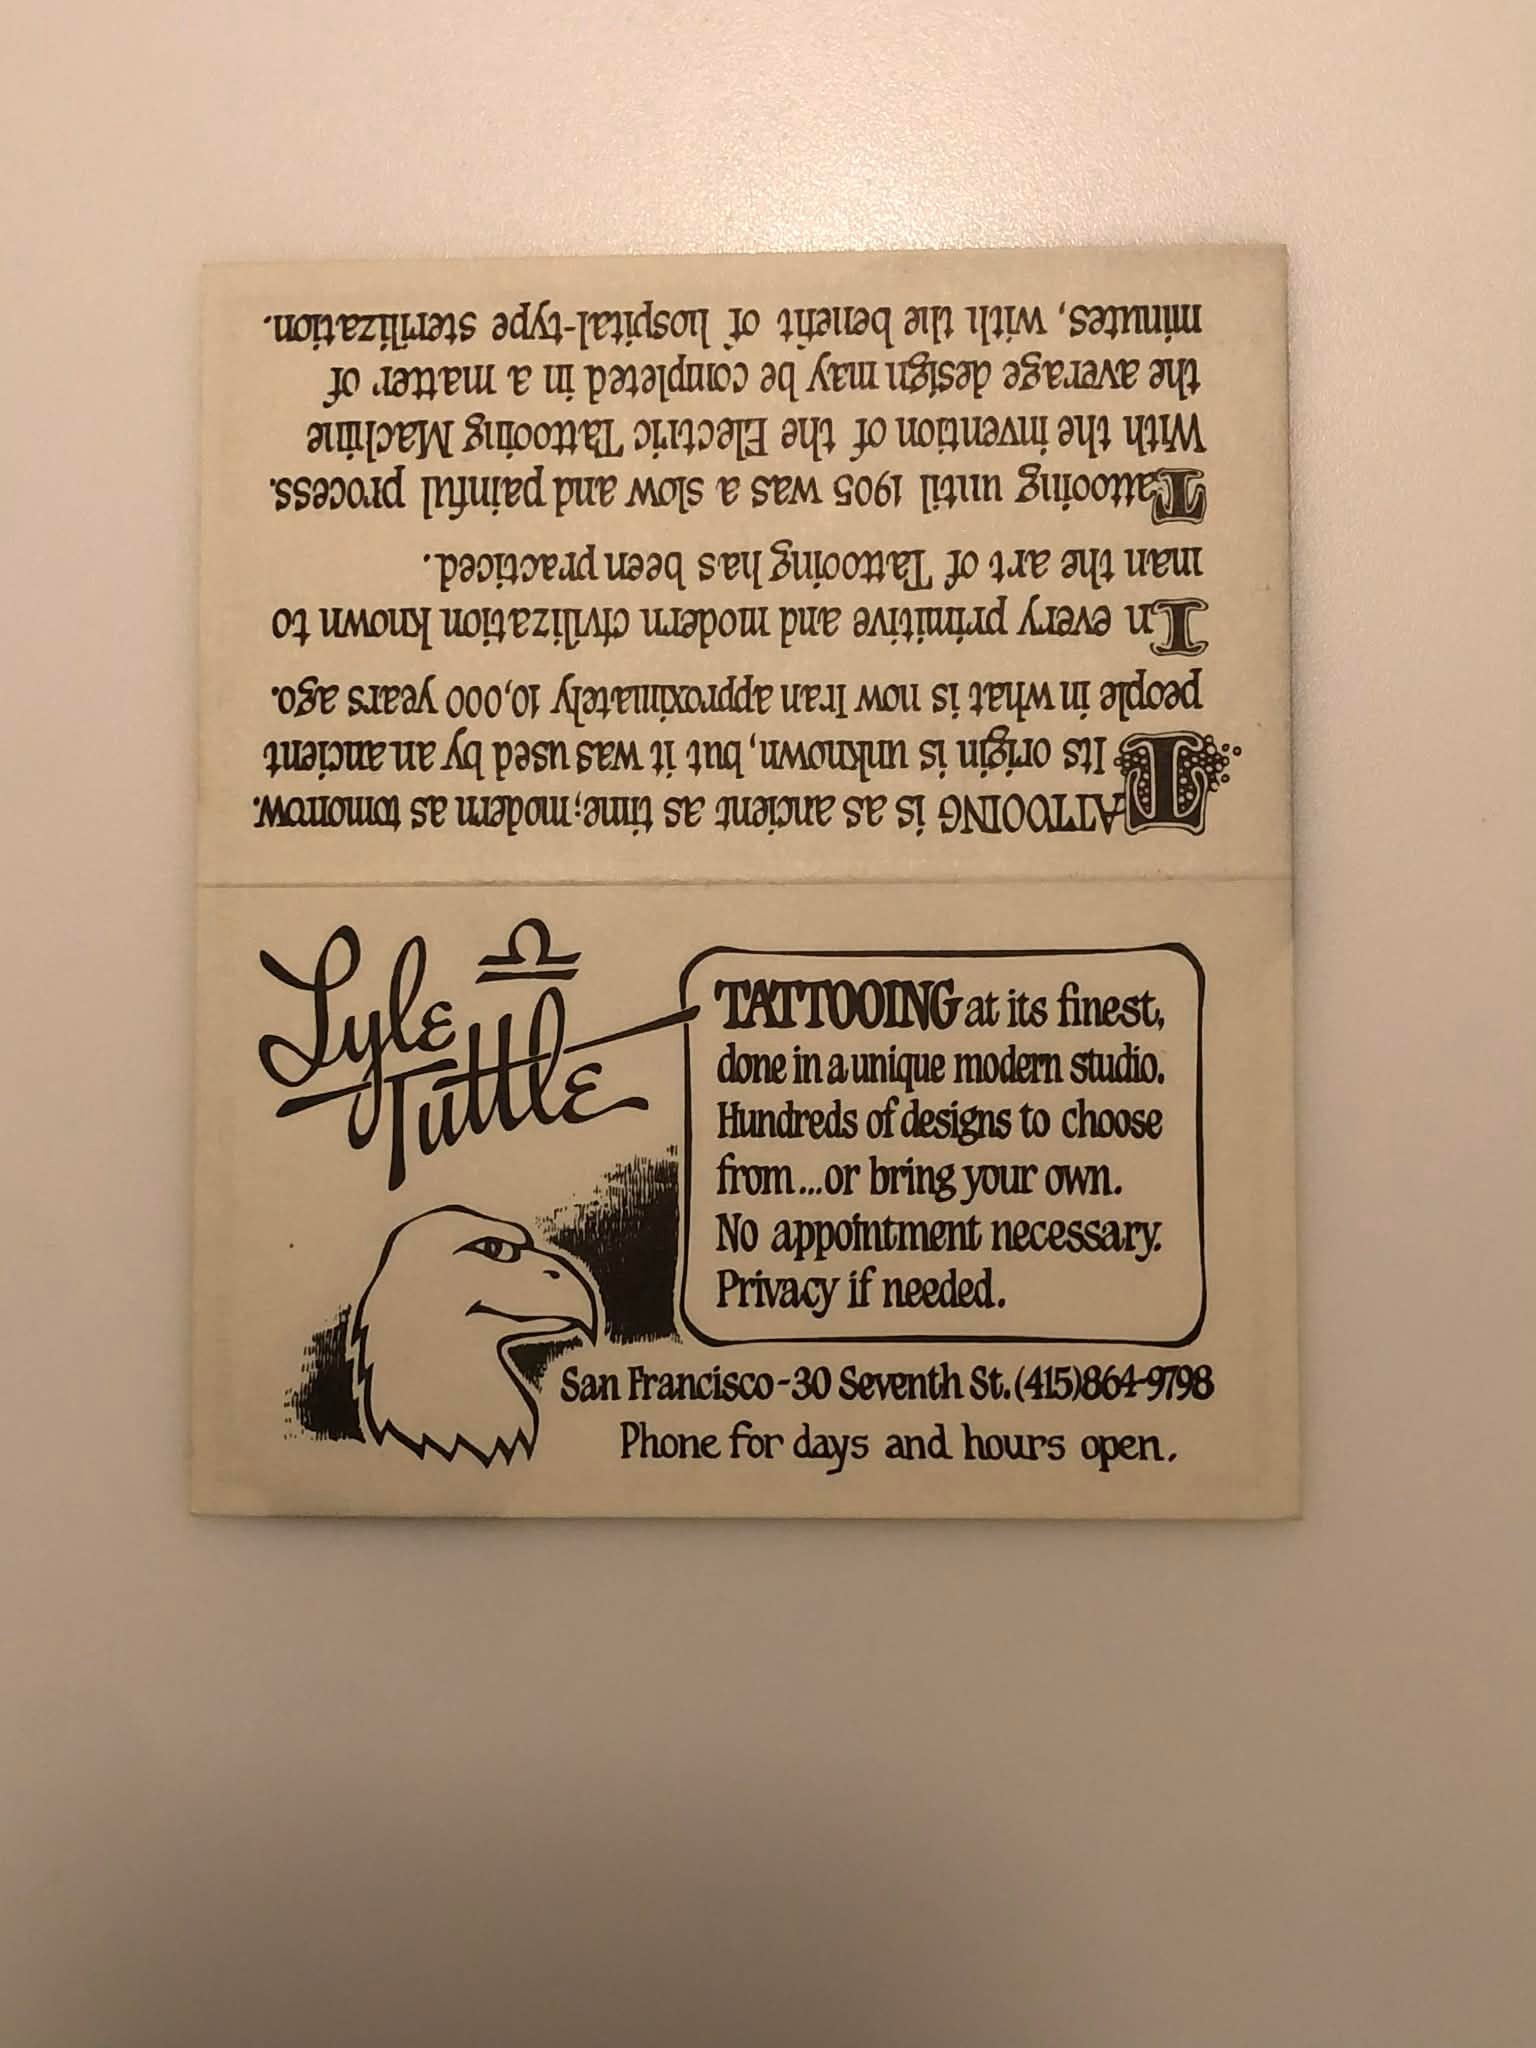 Lyle
Tuttle
TATTOOING at its finest,
done in a unique modern studio.
Hundreds of designs to choose
from...or bring your own.
No appointment necessary.
Privacy if needed.
San Francisco-30 Seventh St.(415)864-9798
Phone for days and hours open.
TATTOOING is as ancient as time; modern as tomorrow.
Its origin is unknown, but it was used by an ancient
people in what is now Iran approximately 10,000 years ago.
In every primitive and modern civilization known to
man the art of Tattooing has been practiced.
Tattooing until 1905 was a slow and painful process.
With the invention of the Electric Tattooing Machine
the average design may be completed in a matter of
minutes, with the benefit of hospital-type sterilization.